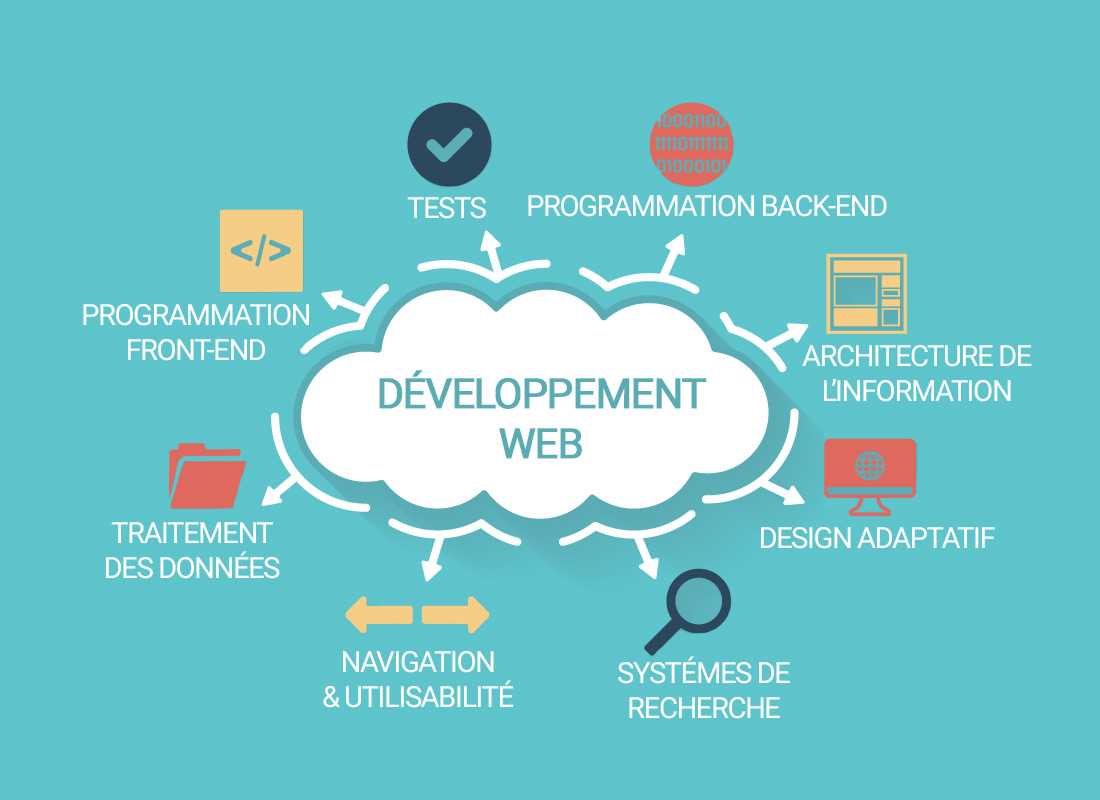 TESTS
PROGRAMMATION BACK-END
</>
PROGRAMMATION
FRONT-END
ARCHITECTURE DE
L'INFORMATION
DÉVELOPPEMENT
WEB
TRAITEMENT
DES DONNÉES
DESIGN ADAPTATIF
NAVIGATION
& UTILISABILITÉ
SYSTÉMES DE
RECHERCHE